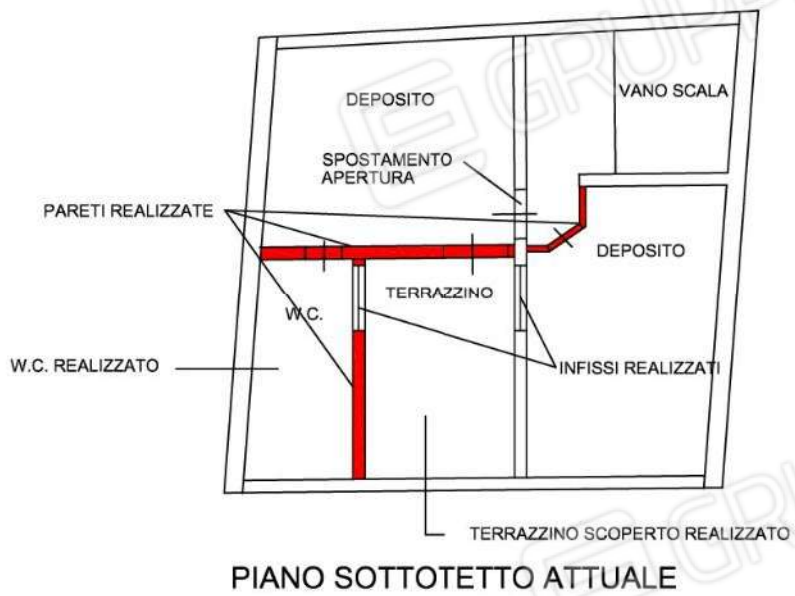 DEPOSITO
VANO SCALA
SPOSTAMENTO
APERTURA
PARETI REALIZZATE
DEPOSITO
TERRAZZINO
W.C.
W.C. REALIZZATO
INFISSI REALIZZATI
TERRAZZINO SCOPERTO REALIZZATO
PIANO SOTTOTETTO ATTUALE